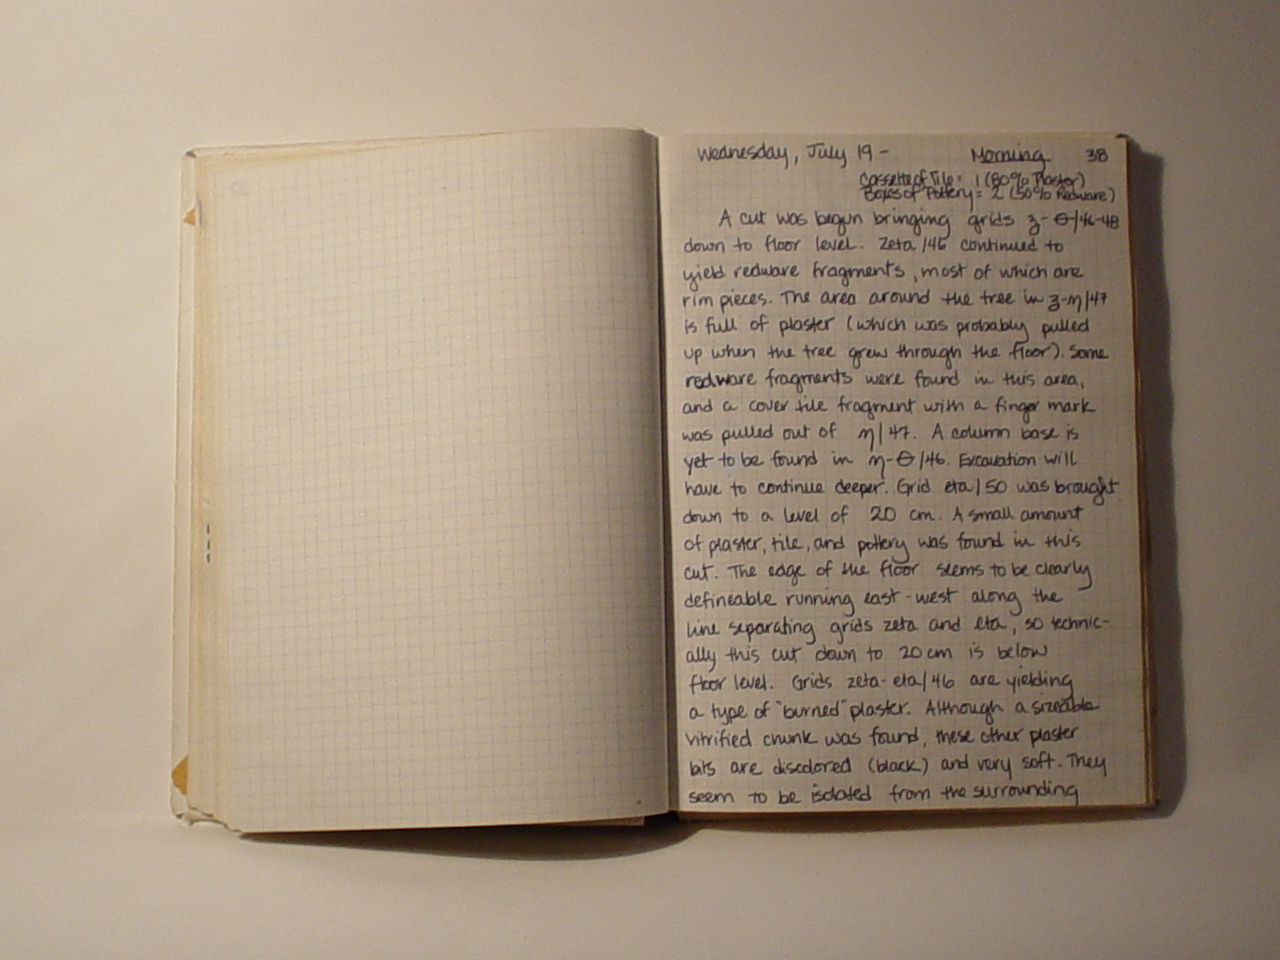 Wednesday, July 19 - Morning 38
Cassette of Tile = 1 (80% Plaster)
Boxes of Pottery = 2 (50% Redware)
A cut was begun bringing grids z-θ/46-48
down to floor level. Zeta/46 continued to
yield redware fragments, most of which are
rim pieces. The area around the tree in z-η/47
is full of plaster (which was probably pulled
up when the tree grew through the floor). Some
redware fragments were found in this area,
and a cover tile fragment with a finger mark
was pulled out of η/47. A column base is
yet to be found in η-θ/46. Excavation will
have to continue deeper. Grid eta/50 was brought
down to a level of 20 cm. A small amount
of plaster, tile, and pottery was found in this
cut. The edge of the floor seems to be clearly
defineable running east-west along the
line separating grids zeta and eta, so technic-
ally this cut down to 20 cm is below
floor level. Grids zeta-eta/46 are yielding
a type of "burned" plaster. Although a sizeable
vitrified chunk was found, these other plaster
bits are discolored (black) and very soft. They
seem to be isolated from the surrounding